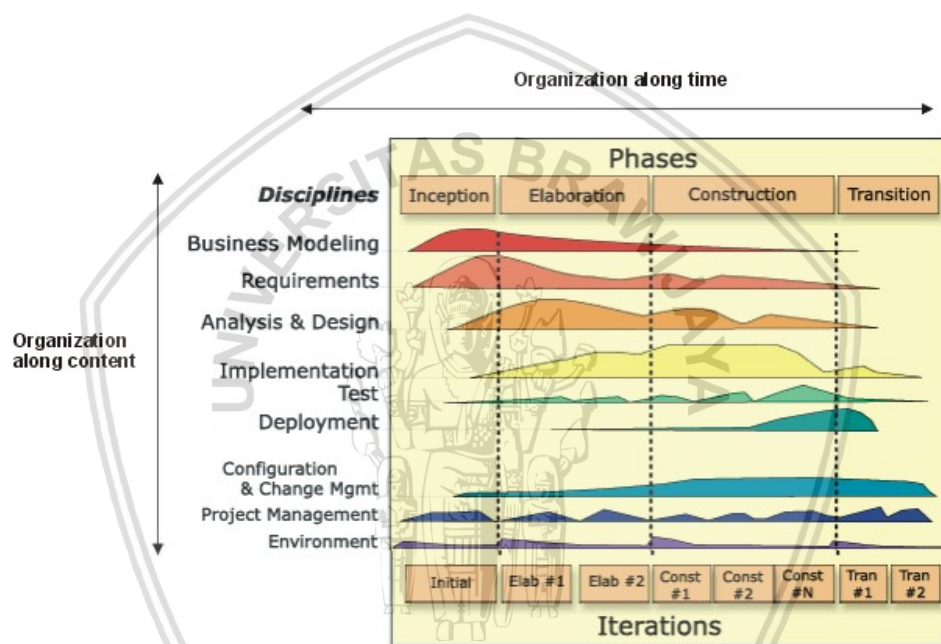 Organization along time
Phases
Disciplines
Inception
Elaboration
Construction
Transition
Business Modeling
Requirements
Analysis & Design
Organization
along content
Implementation
Test
Deployment
Configuration
& Change Mgmt
Project Management
Environment
Initial
Elab #1
Elab #2
Const
#1
Const
#2
Const
#N
Tran
#1
Tran
#2
Iterations
UNIVERSITAS BRAWIJAYA